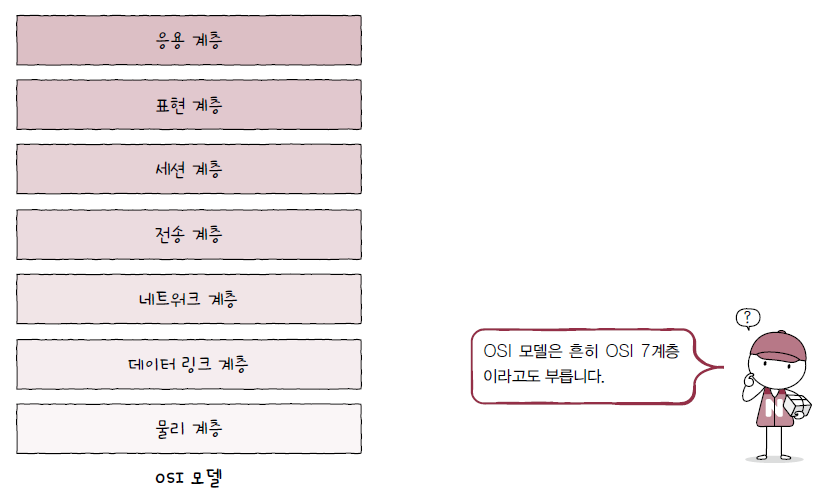 응용 계층
표현 계층
세션 계층
전송 계층
네트워크 계층
데이터 링크 계층
물리 계층
OSI 모델
?
OSI 모델은 흔히 OSI 7계층
이라고도 부릅니다.
N